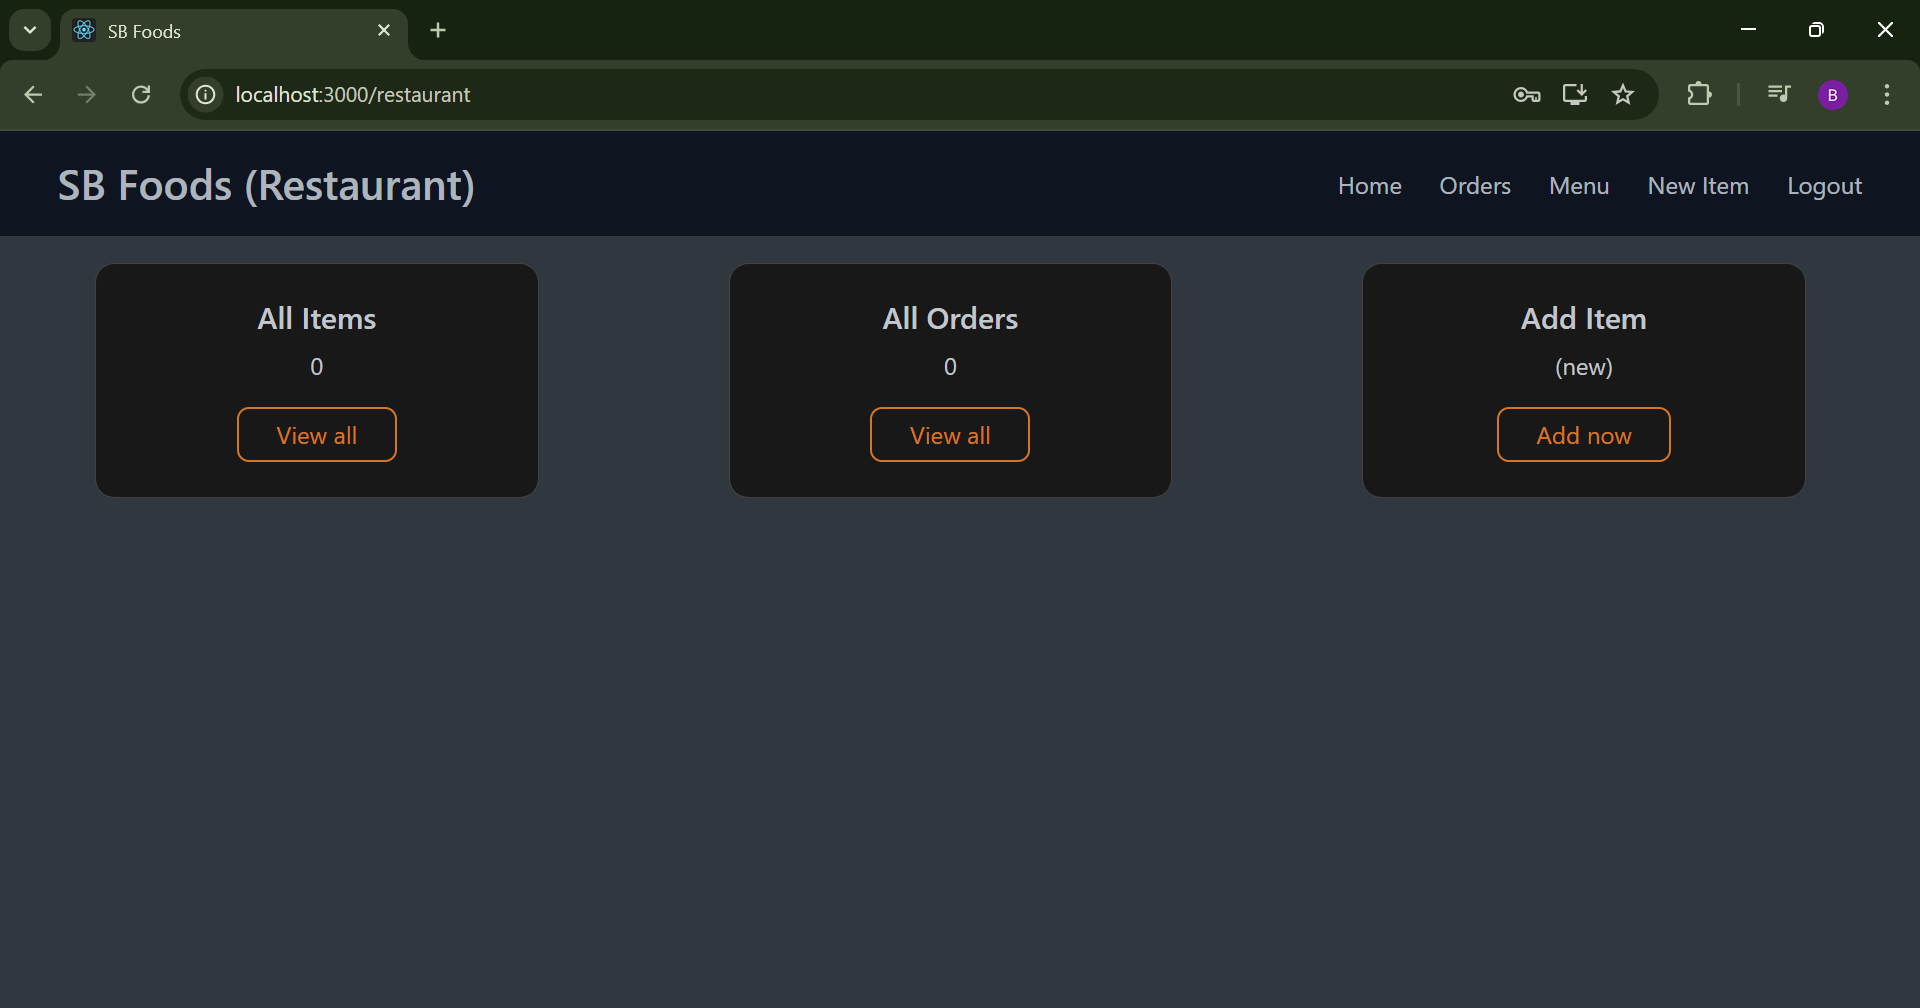 SB Foods
localhost:3000/restaurant
B
SB Foods (Restaurant)
Home Orders Menu New Item Logout
All Items
0
View all
All Orders
0
View all
Add Item
(new)
Add now